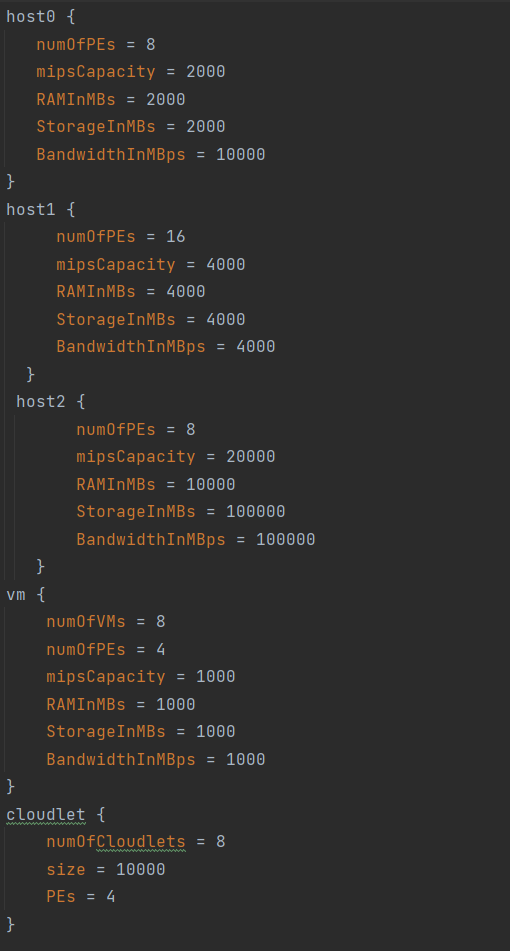 host0 {
numOfPEs = 8
mipsCapacity = 2000
RAMInMBs = 2000
StorageInMBs = 2000
BandwidthInMBps = 10000
}
host1 {
numOfPEs = 16
mipsCapacity = 4000
RAMInMBs = 4000
StorageInMBs = 4000
BandwidthInMBps = 4000
}
host2 {
numOfPEs = 8
mipsCapacity = 20000
RAMInMBs = 10000
StorageInMBs = 100000
BandwidthInMBps = 100000
}
vm {
numOfVMs = 8
numOfPEs = 4
mipsCapacity = 1000
RAMInMBs = 1000
StorageInMBs = 1000
BandwidthInMBps = 1000
}
cloudlet {
numOfCloudlets = 8
size = 10000
PEs = 4
}